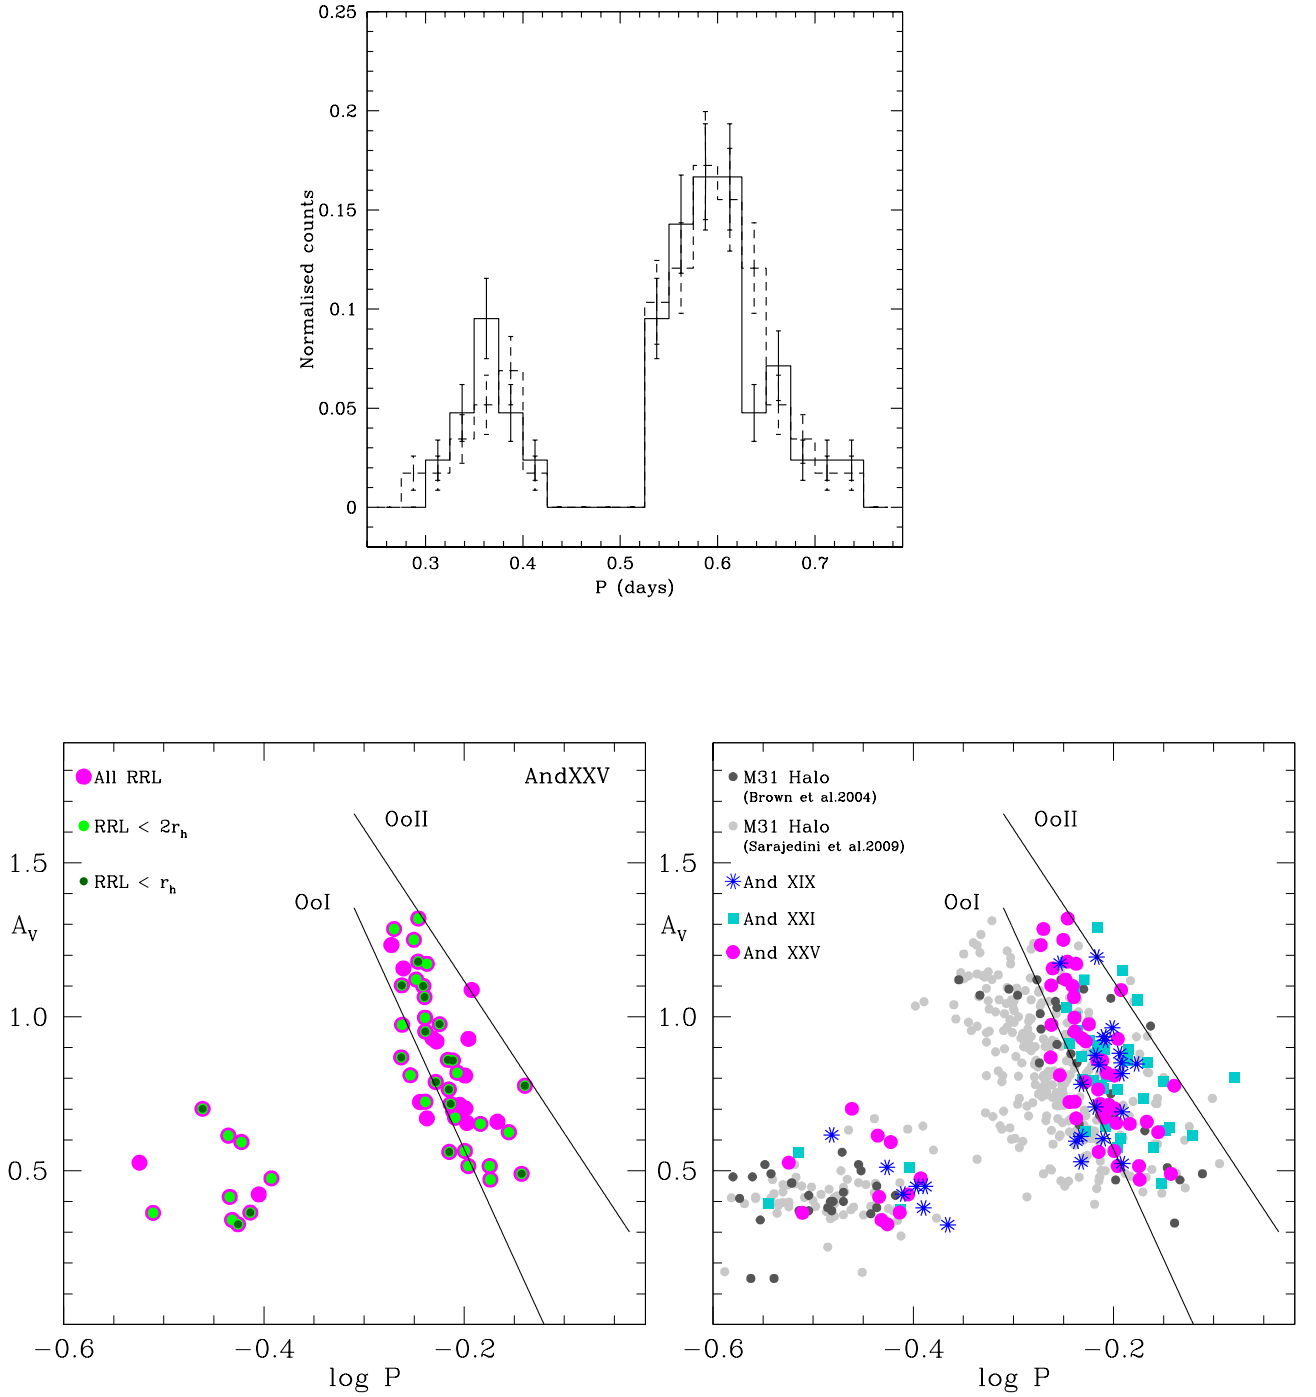 0.25
0.2
0.15
0.1
0.05
0
Normalised counts
0.3 0.4 0.5 0.6 0.7
P (days)
All RRL
AndXXV
RRL < 2r_h
RRL < r_h
OoII
OoI
1.5
A_V
1.0
0.5
−0.6 −0.4 −0.2
log P
M31 Halo
(Brown et al.2004)
M31 Halo
(Sarajedini et al.2009)
And XIX
And XXI
And XXV
OoII
OoI
1.5
A_V
1.0
0.5
−0.6 −0.4 −0.2
log P